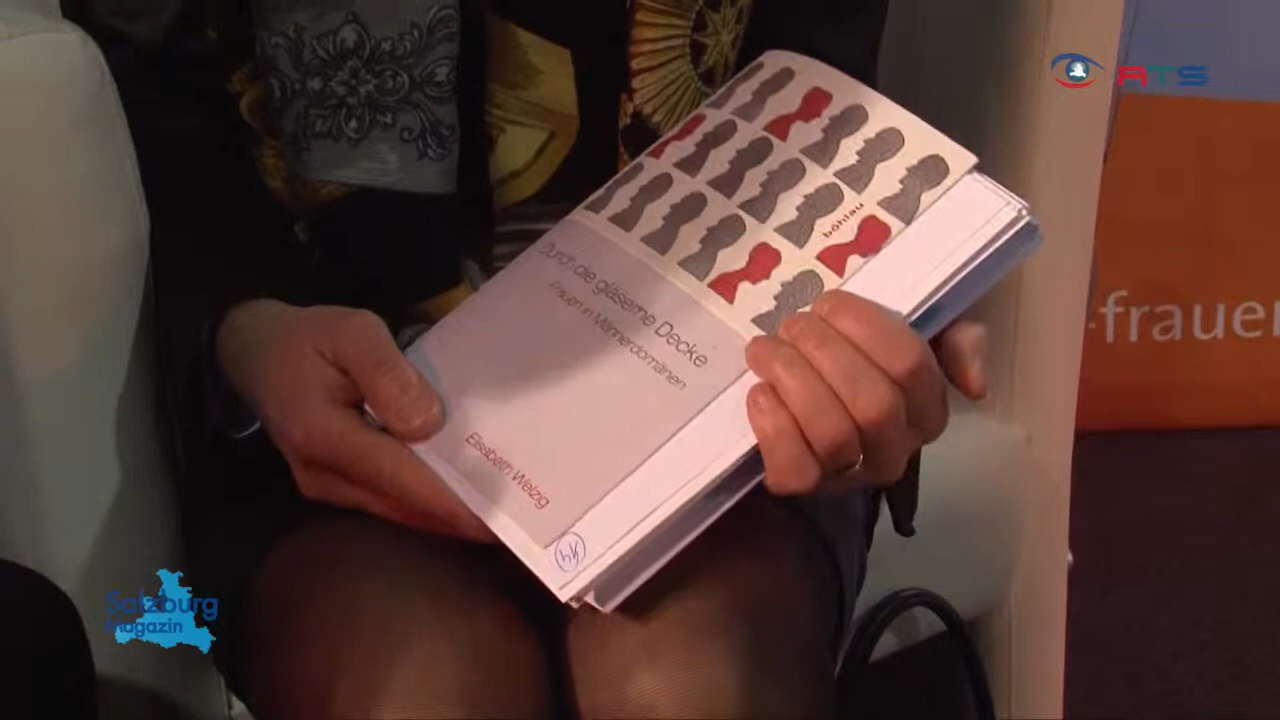 RTS
böhlau
Durch die gläserne Decke
Frauen in Männerdomänen
Elisabeth Welzig
-frauen
Salzburg
Magazin